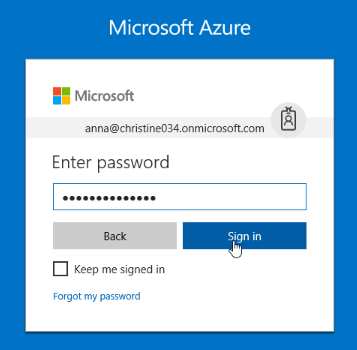 Microsoft Azure
Microsoft
anna@christine034.onmicrosoft.com
Enter password
••••••••••••••
Back
Sign in
Keep me signed in
Forgot my password